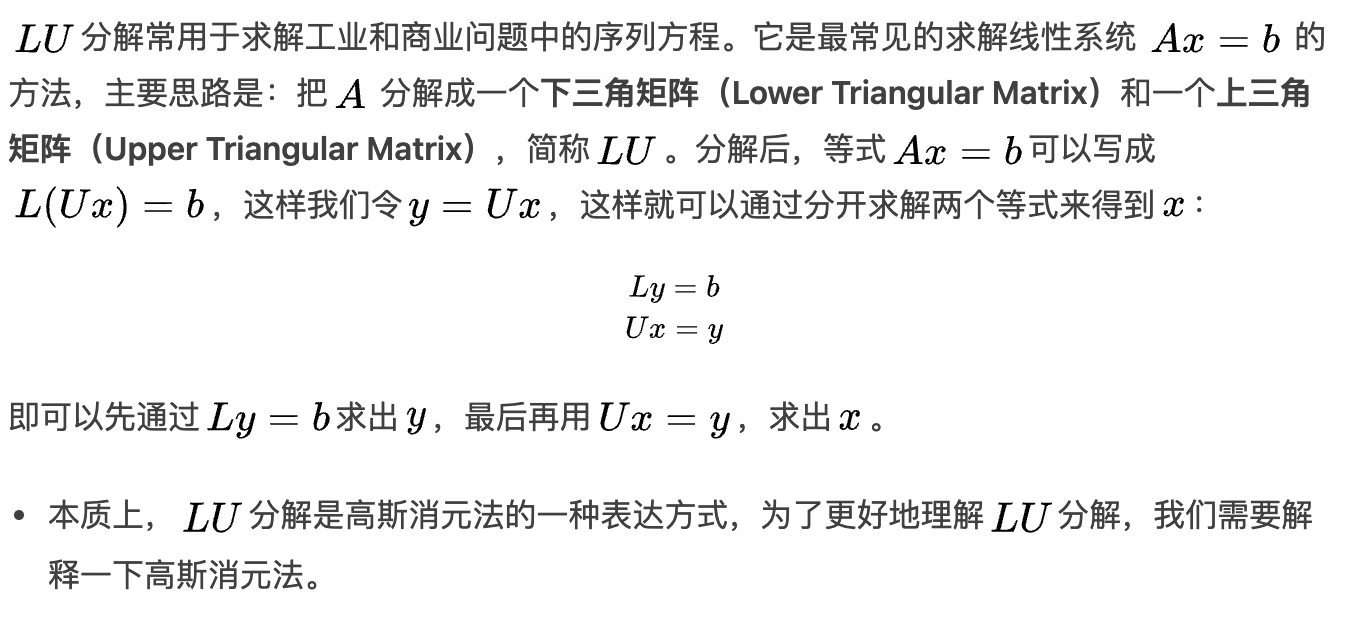 LU 分解常用于求解工业和商业问题中的序列方程。它是最常见的求解线性系统 Ax = b 的
方法，主要思路是：把 A 分解成一个下三角矩阵（Lower Triangular Matrix）和一个上三角
矩阵（Upper Triangular Matrix），简称 LU 。分解后，等式 Ax = b 可以写成
L(Ux) = b，这样我们令 y = Ux，这样就可以通过分开求解两个等式来得到 x：
Ly = b
Ux = y
即可以先通过 Ly = b 求出 y，最后再用 Ux = y，求出 x 。
• 本质上， LU 分解是高斯消元法的一种表达方式，为了更好地理解 LU 分解，我们需要解
释一下高斯消元法。